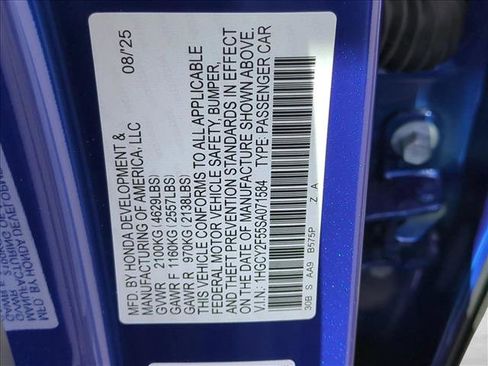 MFD. BY HONDA DEVELOPMENT & 08/'25
MANUFACTURING OF AMERICA, LLC
GVWR 2100KG (4629LBS)
GAWR F 1160KG (2557LBS)
GAWR R 970KG (2138LBS)
THIS VEHICLE CONFORMS TO ALL APPLICABLE
FEDERAL MOTOR VEHICLE SAFETY, BUMPER,
AND THEFT PREVENTION STANDARDS IN EFFECT
ON THE DATE OF MANUFACTURE SHOWN ABOVE.
V.I.N.: 1HGCY2F55SA071384 TYPE: PASSENGER CAR
30B S AA9 B575P Z A